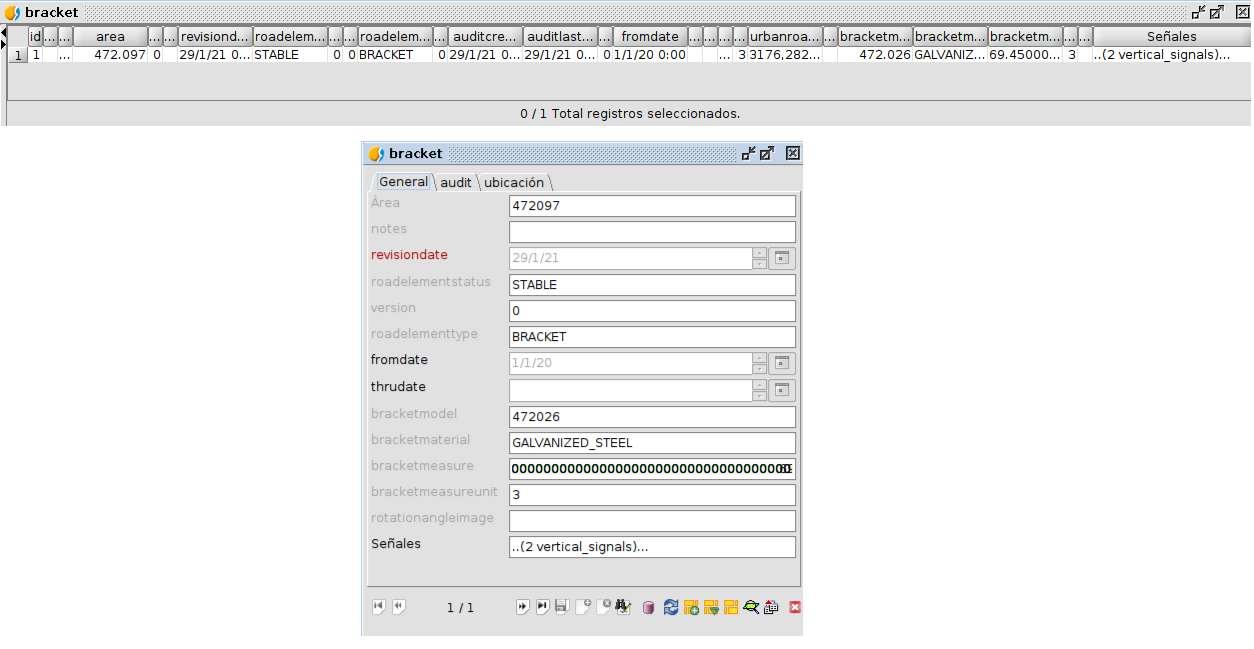 bracket
id ... ... area ... ... revisiond... roadelem... ... ... roadelem... ... auditcre... auditlast... ... fromdate ... ... ... ... urbanroa... ... bracketm... bracketm... bracketm... ... ... Señales
1 1 ... 472.097 0 29/1/21 0... STABLE 0 0 BRACKET 0 29/1/21 0... 29/1/21 0... 0 1/1/20 0:00 ... 3 3176,282... 472.026 GALVANIZ... 69.45000... 3 ..(2 vertical_signals)...
0 / 1 Total registros seleccionados.
bracket
General audit ubicación
Área 472097
notes
revisiondate 29/1/21
roadelementstatus STABLE
version 0
roadelementtype BRACKET
fromdate 1/1/20
thrudate
bracketmodel 472026
bracketmaterial GALVANIZED_STEEL
bracketmeasure
bracketmeasureunit 3
rotationangleimage
Señales ..(2 vertical_signals)...
1 / 1